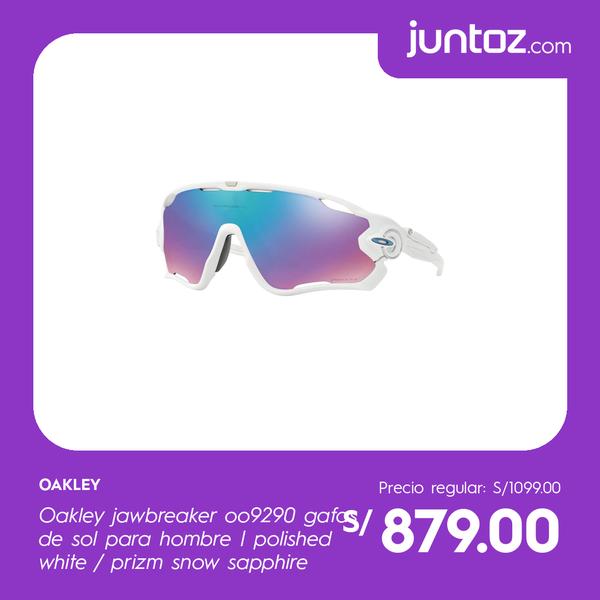 juntoz.com
OAKLEY
Oakley jawbreaker oo9290 gafas
de sol para hombre | polished
white / prizm snow sapphire
Precio regular: S/1099.00
S/ 879.00